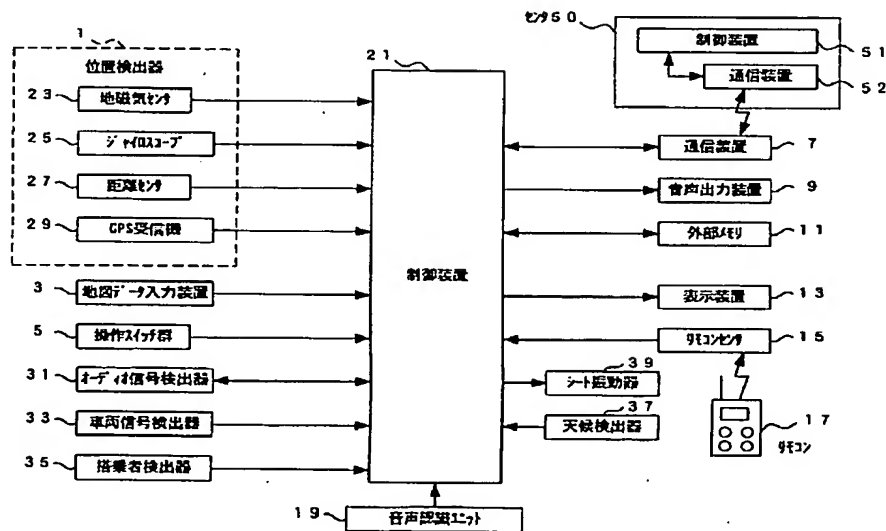 1
位置検出器
23 地磁気センサ
25 ジャイロスコープ
27 距離センサ
29 GPS受信機
3 地図データ入力装置
5 操作スイッチ群
31 オーディオ信号検出器
33 車両信号検出器
35 搭乗者検出器
21
制御装置
19 音声認識ユニット
センタ50
制御装置 51
通信装置 52
通信装置 7
音声出力装置 9
外部メモリ 11
表示装置 13
リモコンセンサ 15
39
シート振動器
37
天候検出器
17
リモコン